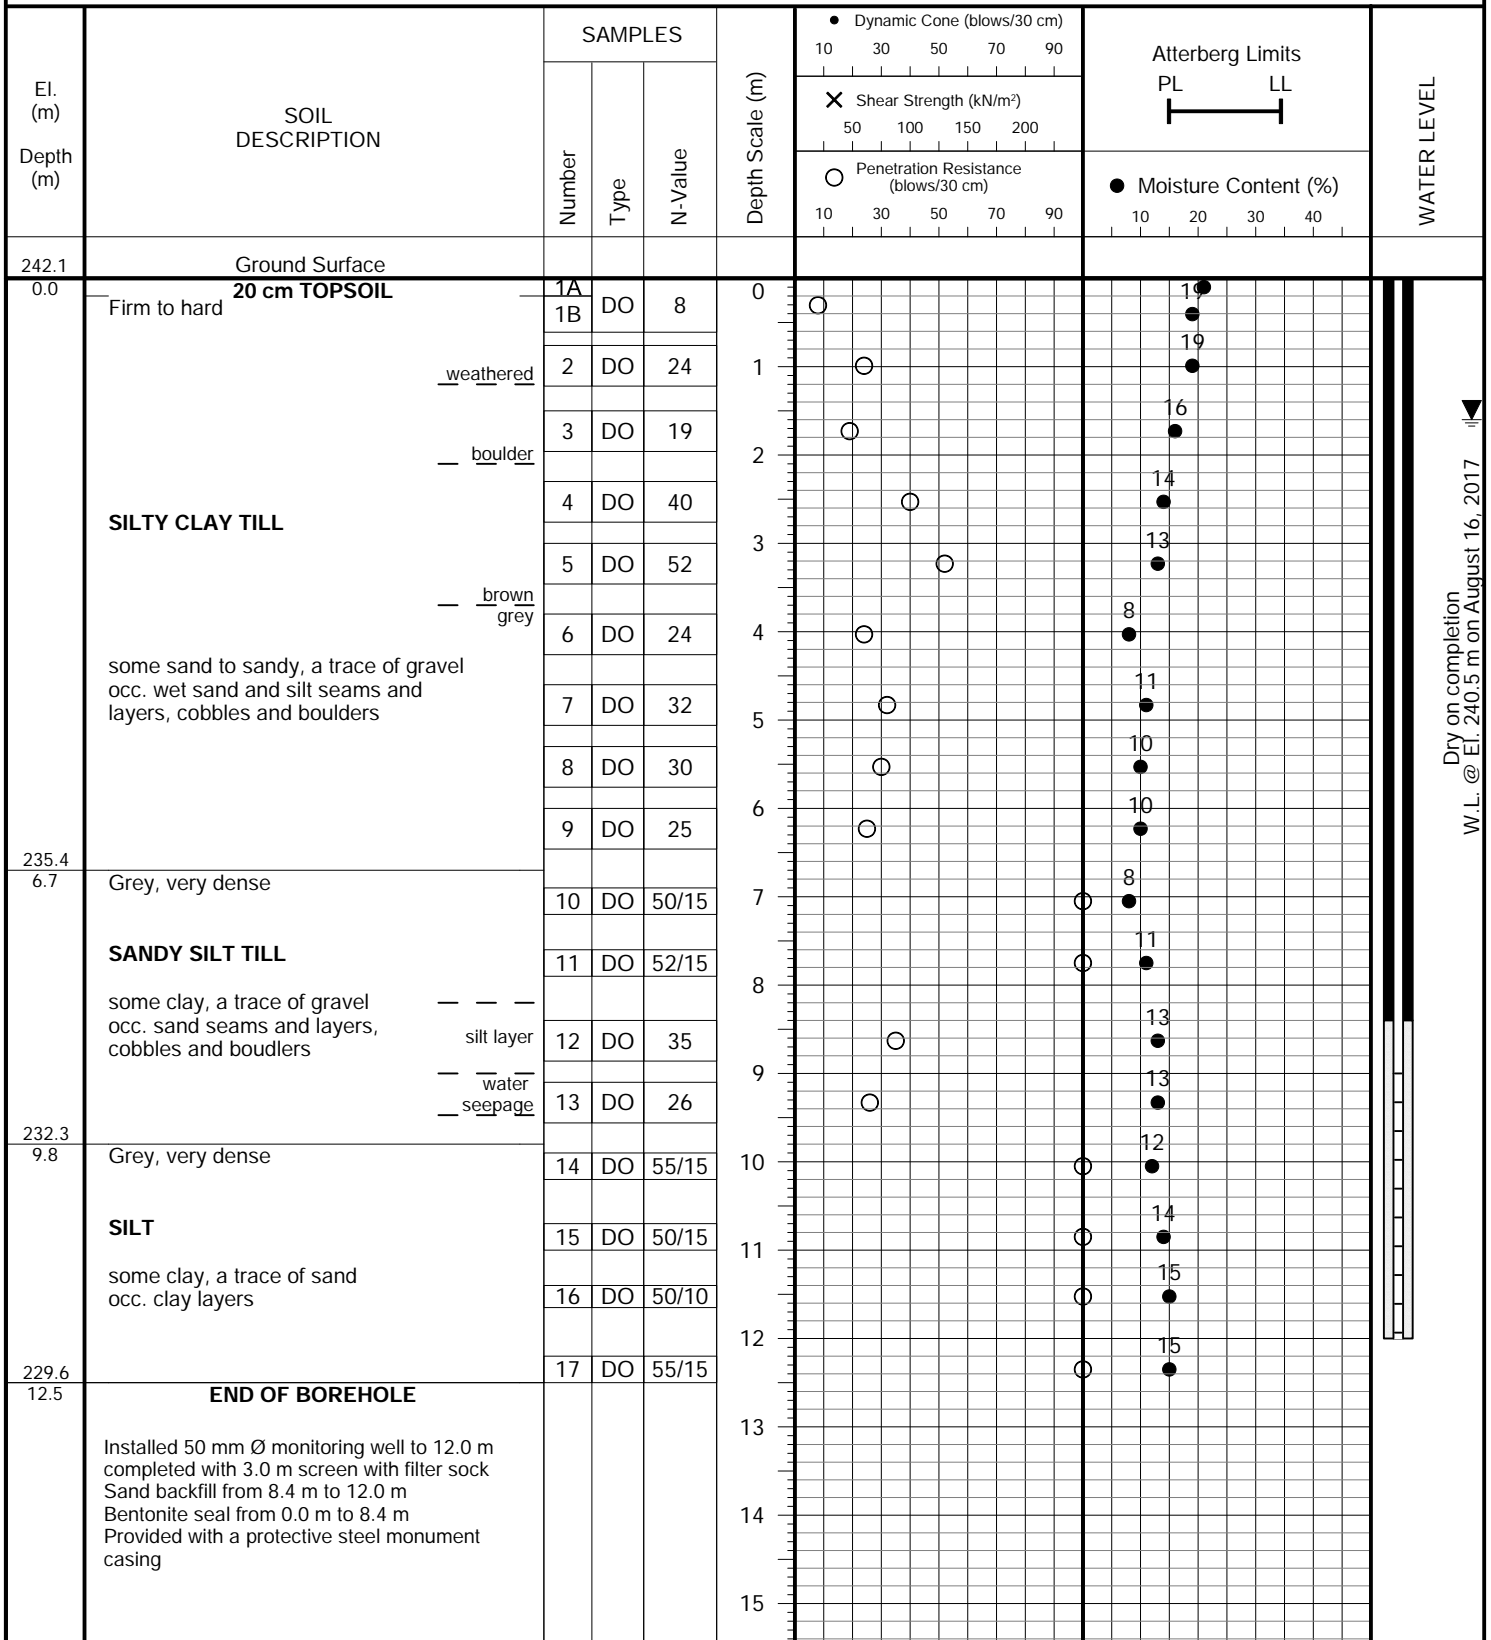 El.
(m)
Depth
(m)
SOIL
DESCRIPTION
SAMPLES
Number
Type
N-Value
Depth Scale (m)
Dynamic Cone (blows/30 cm)
10 30 50 70 90
Shear Strength (kN/m²)
50 100 150 200
Penetration Resistance
(blows/30 cm)
10 30 50 70 90
Atterberg Limits
PL LL
Moisture Content (%)
10 20 30 40
WATER LEVEL
242.1 Ground Surface
0.0 20 cm TOPSOIL 1A 0
Firm to hard 1B DO 8 19
weathered 2 DO 24 1 19
3 DO 19 16
boulder 2
4 DO 40 14
SILTY CLAY TILL
3
5 DO 52 13
brown
grey
6 DO 24 4 8
some sand to sandy, a trace of gravel
occ. wet sand and silt seams and
layers, cobbles and boulders
7 DO 32 11
5
8 DO 30 10
6
9 DO 25 10
235.4
6.7 Grey, very dense
10 DO 50/15 7 8
SANDY SILT TILL
11 DO 52/15 11
8
some clay, a trace of gravel
occ. sand seams and layers,
cobbles and boudlers
silt layer 12 DO 35 13
9
water
seepage 13 DO 26 13
232.3
9.8 Grey, very dense
14 DO 55/15 10 12
SILT
15 DO 50/15 14
11
some clay, a trace of sand
occ. clay layers
16 DO 50/10 15
12
229.6 17 DO 55/15 15
12.5 END OF BOREHOLE
13
Installed 50 mm Ø monitoring well to 12.0 m
completed with 3.0 m screen with filter sock
Sand backfill from 8.4 m to 12.0 m
Bentonite seal from 0.0 m to 8.4 m
Provided with a protective steel monument
casing
14
15
Dry on completion
W.L. @ El. 240.5 m on August 16, 2017